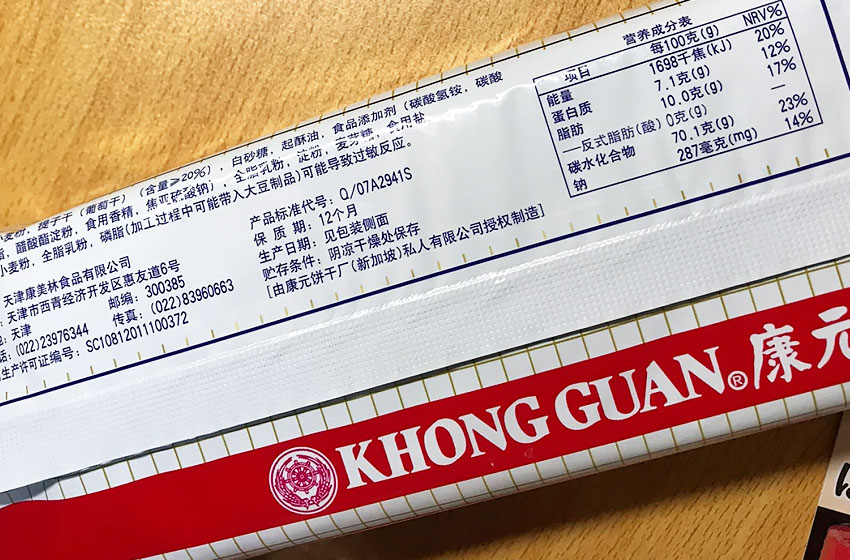 小麦粉，提子干（葡萄干）（含量≥20%），白砂糖，起酥油，食品添加剂（碳酸氢铵，碳酸
脂，醋酸酯淀粉，食用香精，焦亚硫酸钠），全脂乳粉，淀粉，麦芽糖，食用盐
小麦粉，全脂乳粉，磷脂(加工过程中可能带入大豆制品)可能导致过敏反应。
天津康美林食品有限公司
：天津市西青经济开发区惠友道6号
：天津 邮编：300385
话：(022)23976344 传真：(022)83960663
生产许可证编号：SC10812011100372
产品标准代号：Q/07A2941S
保 质 期：12个月
生产日期：见包装侧面
贮存条件：阴凉干燥处保存
[由康元饼干厂(新加坡)私人有限公司授权制造]
营养成分表
项目 每100克(g) NRV%
能量 1698千焦(kJ) 20%
蛋白质 7.1克(g) 12%
脂肪 10.0克(g) 17%
—反式脂肪(酸) 0克(g) —
碳水化合物 70.1克(g) 23%
钠 287毫克(mg) 14%
KHONG GUAN® 康元